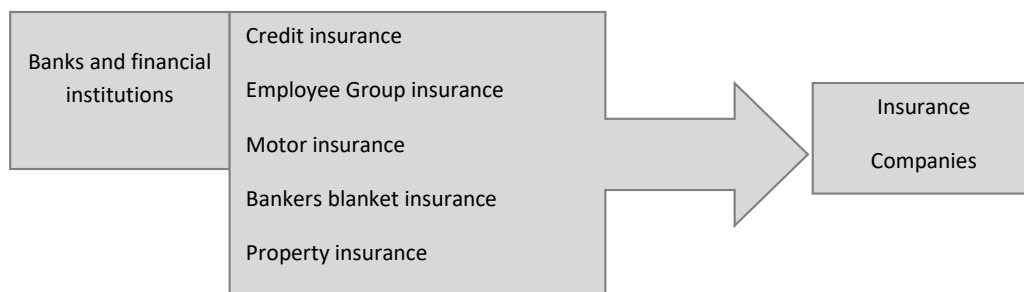 Banks and financial
institutions
Credit insurance
Employee Group insurance
Motor insurance
Bankers blanket insurance
Property insurance
Insurance
Companies